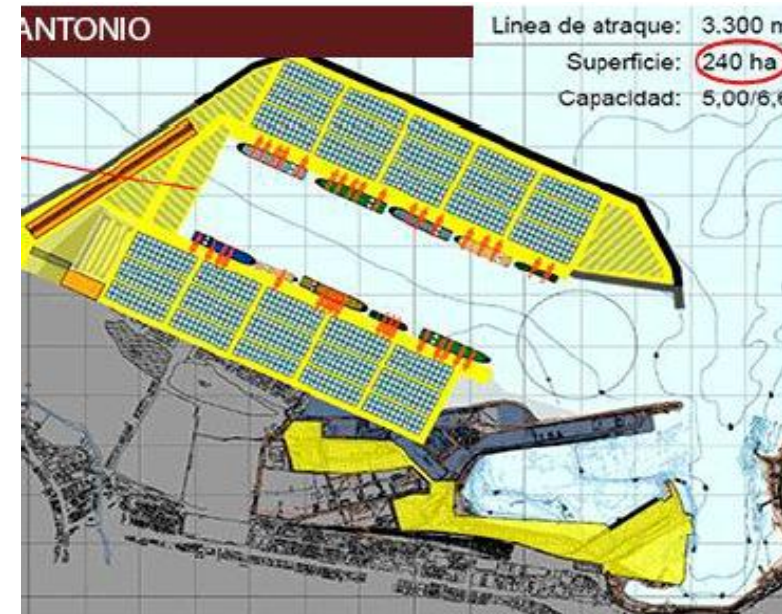 ANTONIO
Línea de atraque: 3.300 m
Superficie: 240 ha
Capacidad: 5,00/6,6